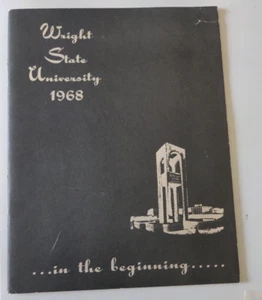 Wright
State
University
1968
...in the beginning.....